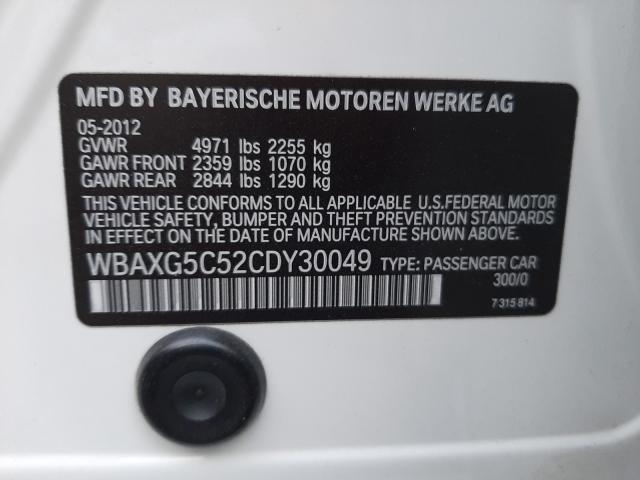 MFD BY BAYERISCHE MOTOREN WERKE AG
05-2012
GVWR 4971 lbs 2255 kg
GAWR FRONT 2359 lbs 1070 kg
GAWR REAR 2844 lbs 1290 kg
THIS VEHICLE CONFORMS TO ALL APPLICABLE U.S.FEDERAL MOTOR
VEHICLE SAFETY, BUMPER AND THEFT PREVENTION STANDARDS
IN EFFECT ON THE DATE OF MANUFACTURE SHOWN ABOVE.
WBAXG5C52CDY30049 TYPE: PASSENGER CAR
300/0
7 315 814